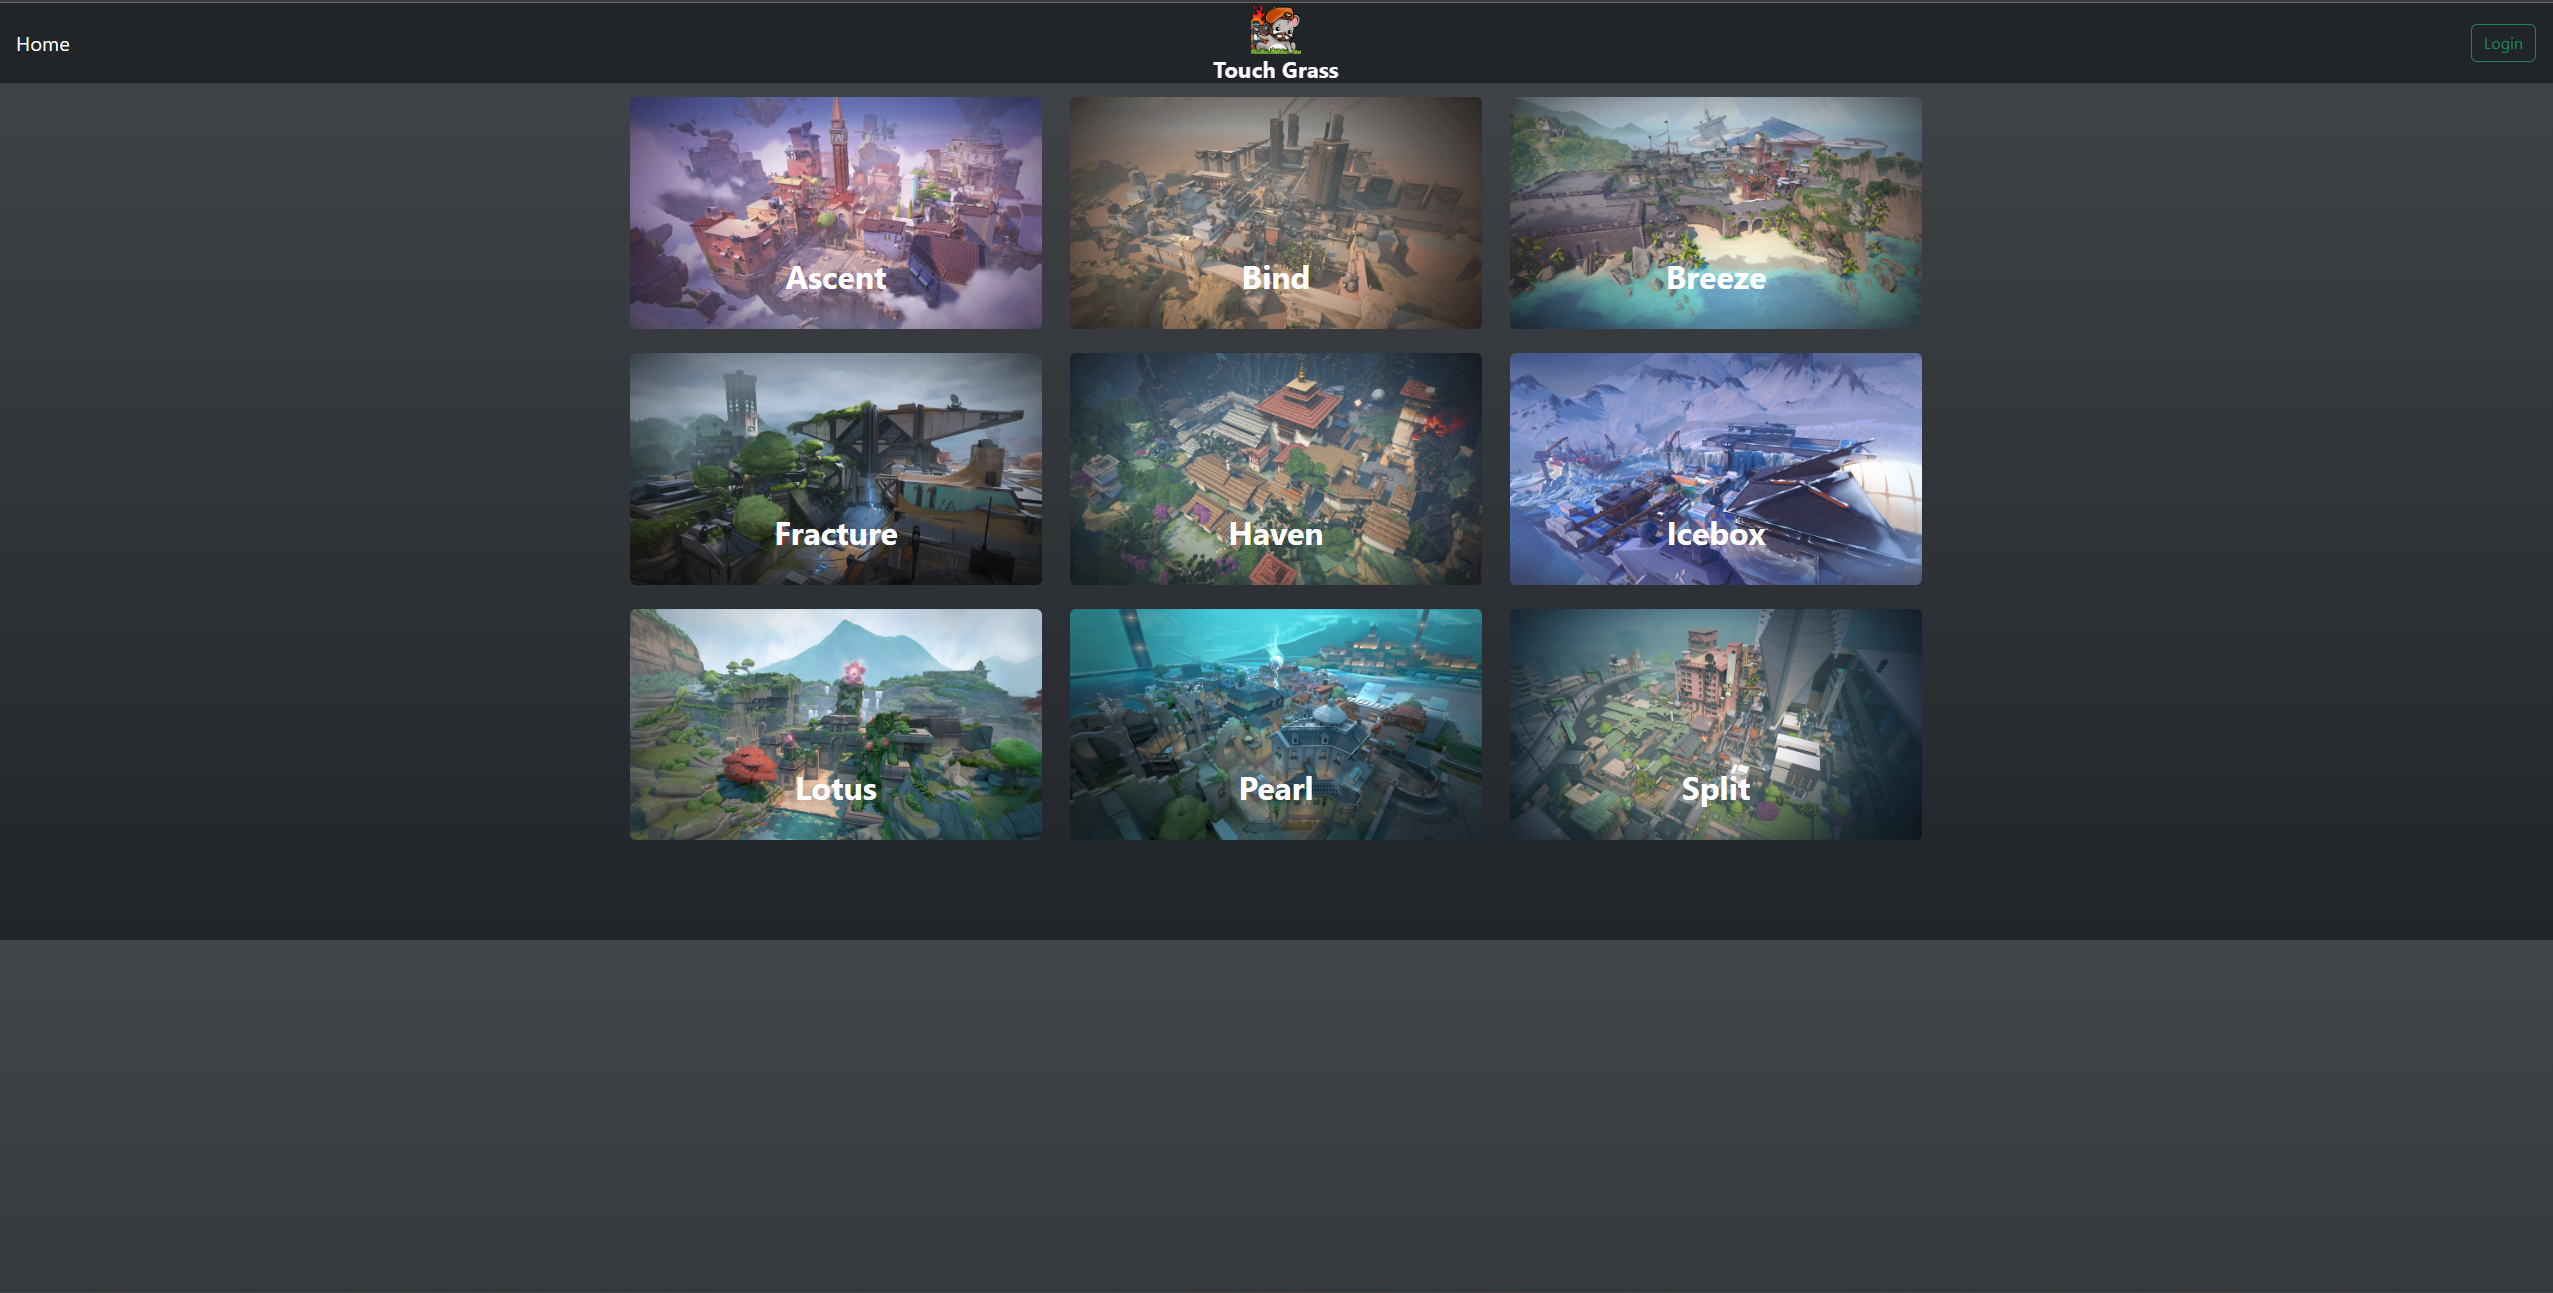 Home
Touch Grass
Login
Ascent
Bind
Breeze
Fracture
Haven
Icebox
Lotus
Pearl
Split